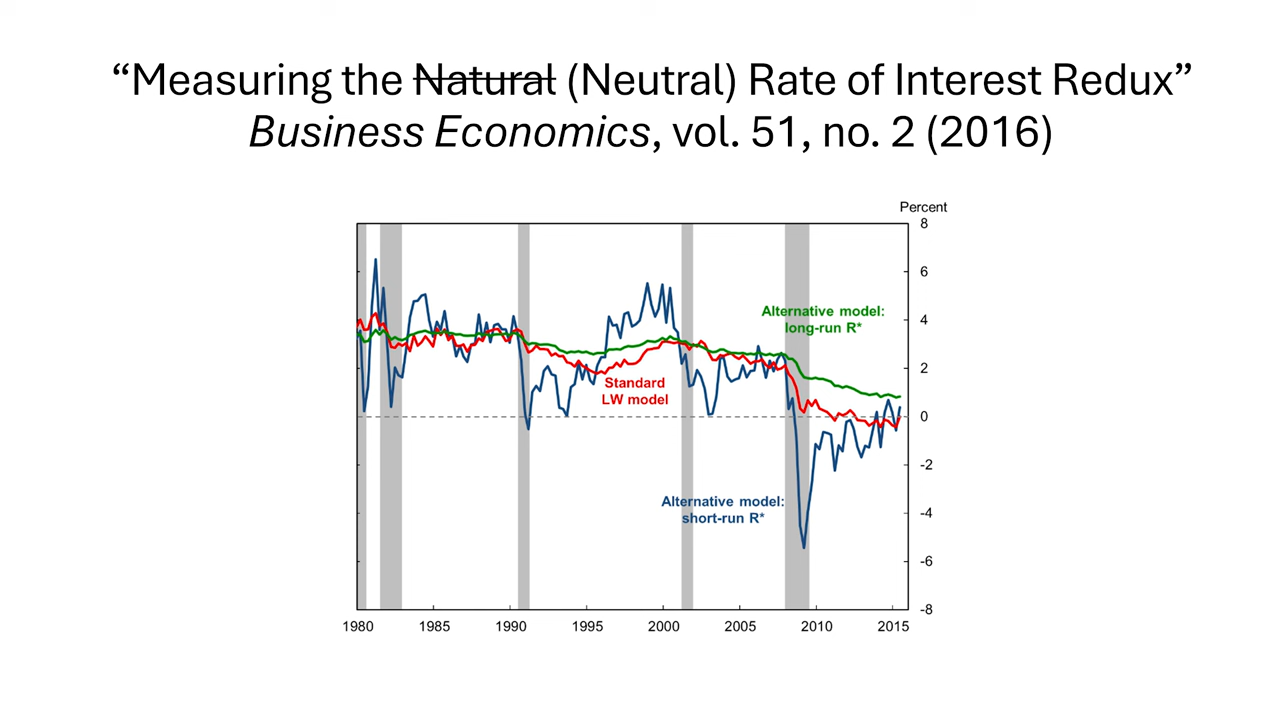 “Measuring the Natural (Neutral) Rate of Interest Redux”
Business Economics, vol. 51, no. 2 (2016)
Percent
8
6
Alternative model:
4
long-run R*
2
Standard
LW model
0
-2
Alternative model:
short-run R*
-4
-6
-8
1980 1985 1990 1995 2000 2005 2010 2015